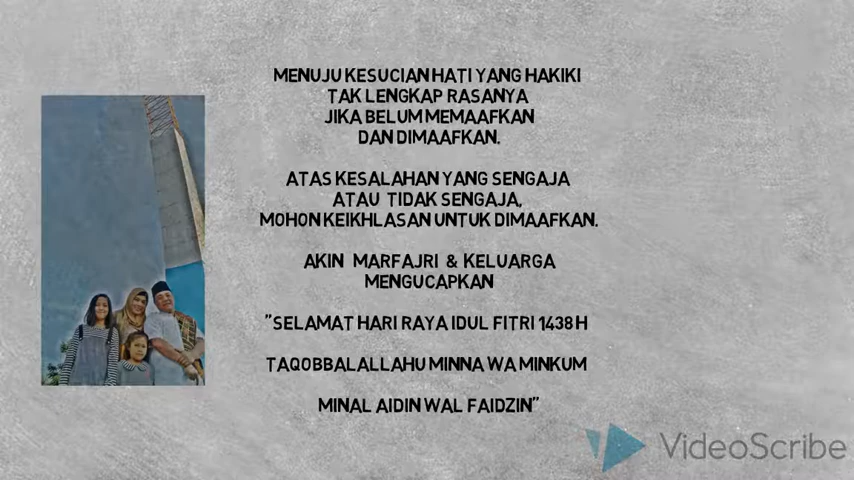 MENUJU KESUCIAN HATI YANG HAKIKI
TAK LENGKAP RASANYA
JIKA BELUM MEMAAFKAN
DAN DIMAAFKAN.
ATAS KESALAHAN YANG SENGAJA
ATAU TIDAK SENGAJA,
MOHON KEIKHLASAN UNTUK DIMAAFKAN.
AKIN MARFAJRI & KELUARGA
MENGUCAPKAN
"SELAMAT HARI RAYA IDUL FITRI 1438 H
TAQOBBALALLAHU MINNA WA MINKUM
MINAL AIDIN WAL FAIDZIN"
VideoScribe